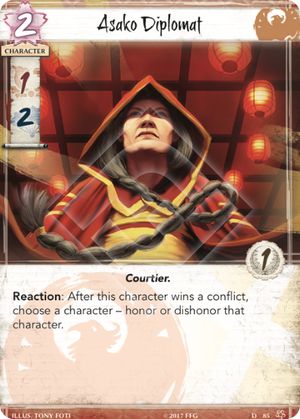 2
Asako Diplomat
CHARACTER
1
2
Courtier.
1
Reaction: After this character wins a conflict,
choose a character – honor or dishonor that
character.
ILLUS. TONY FOTI ©2017 FFG D 85